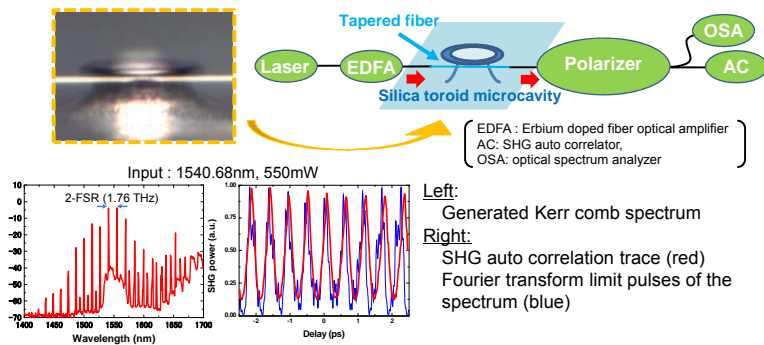 Tapered fiber
Laser
EDFA
Silica toroid microcavity
Polarizer
OSA
AC
EDFA : Erbium doped fiber optical amplifier
AC: SHG auto correlator,
OSA: optical spectrum analyzer
Input : 1540.68nm, 550mW
2-FSR (1.76 THz)
10
0
-10
-20
-30
-40
-50
-60
-70
1400 1450 1500 1550 1600 1650 1700
Wavelength (nm)
SHG power (a.u.)
1.00
0.75
0.50
0.25
0.0
-2 -1 0 1 2
Delay (ps)
Left:
Generated Kerr comb spectrum
Right:
SHG auto correlation trace (red)
Fourier transform limit pulses of the
spectrum (blue)